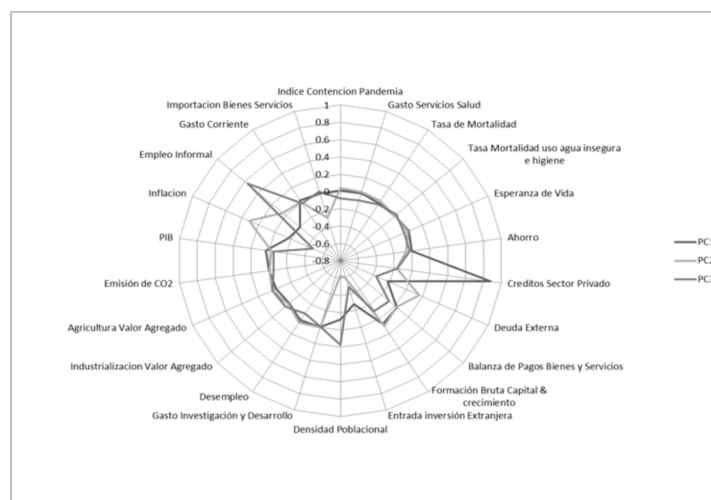 Indice Contencion Pandemia
Importacion Bienes Servicios
Gasto Servicios Salud
Gasto Corriente
Tasa de Mortalidad
Empleo Informal
Tasa Mortalidad uso agua insegura
e higiene
Inflacion
Esperanza de Vida
PIB
Ahorro
Emisión de CO2
Creditos Sector Privado
Agricultura Valor Agregado
Deuda Externa
Industrializacion Valor Agregado
Balanza de Pagos Bienes y Servicios
Desempleo
Formación Bruta Capital &
crecimiento
Gasto Investigación y Desarrollo
Entrada inversión Extranjera
Densidad Poblacional
1
0.8
0.6
0.4
0.2
0
-0.2
-0.4
-0.6
-0.8
PC1
PC2
PC3